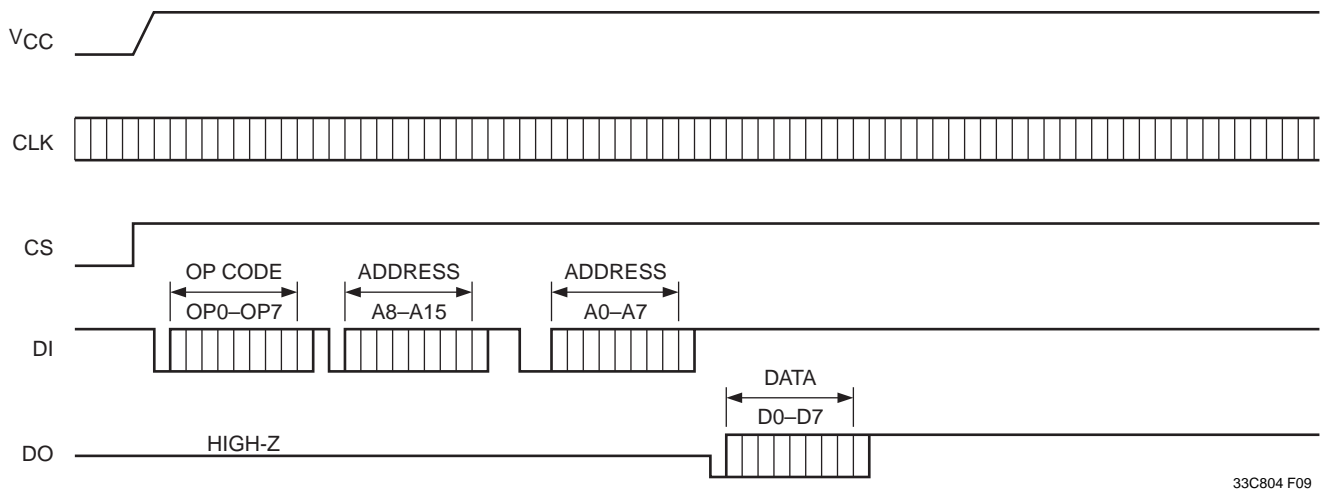 VCC
CLK
CS
OP CODE ADDRESS ADDRESS
OP0–OP7 A8–A15 A0–A7
DI
DATA
D0–D7
HIGH-Z
DO
33C804 F09